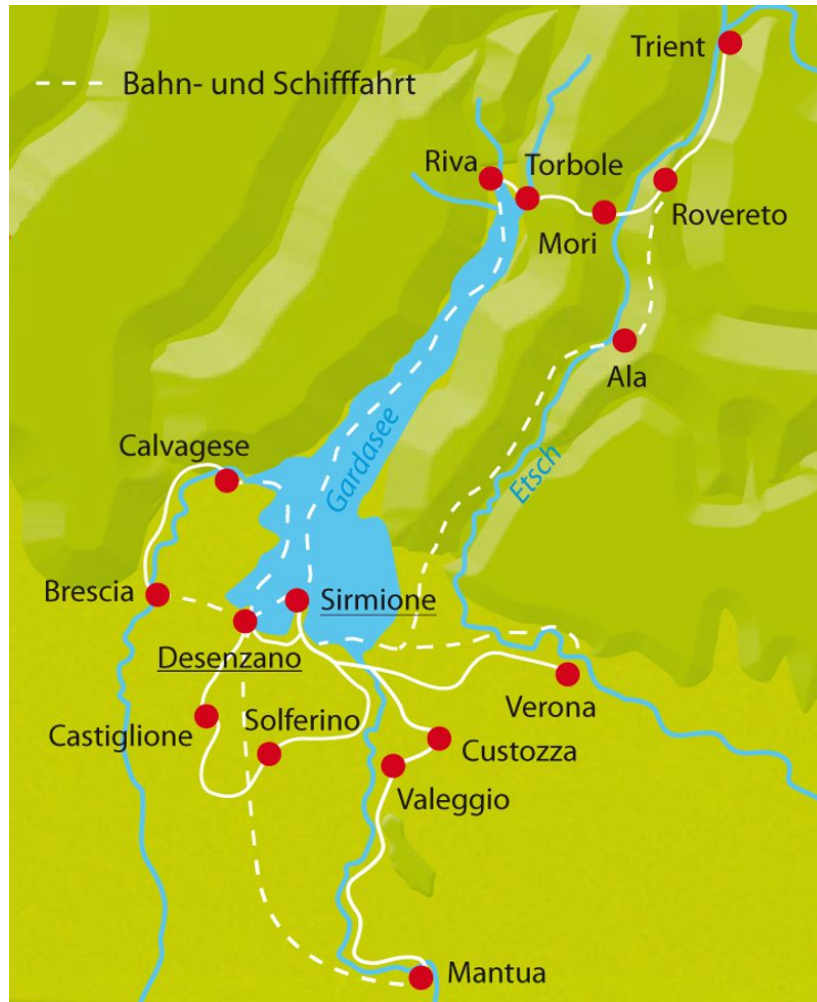 Trient
Bahn- und Schifffahrt
Riva
Torbole
Rovereto
Mori
Ala
Gardasee
Etsch
Calvagese
Brescia
Sirmione
Desenzano
Verona
Castiglione
Solferino
Custozza
Valeggio
Mantua